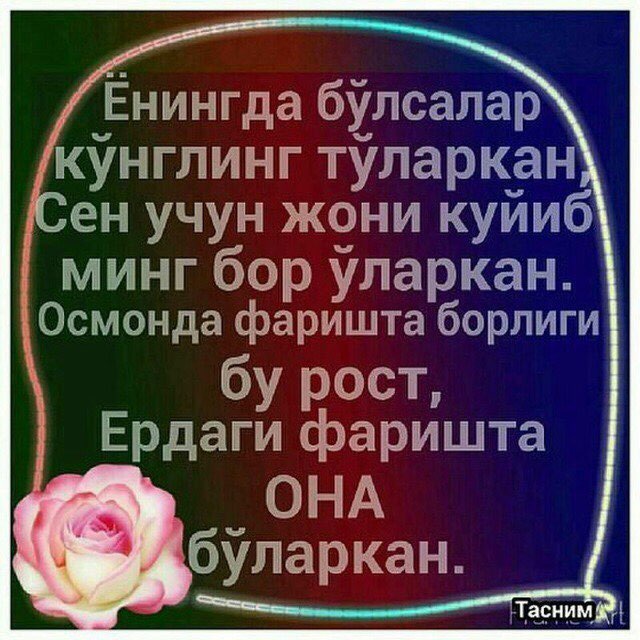 Ёнингда бўлсалар
кўнглинг тўларкан,
Сен учун жони куйиб
минг бор ўларкан.
Осмонда фаришта борлиги
бу рост,
Ердаги фаришта
ОНА
бўларкан.
Тасним